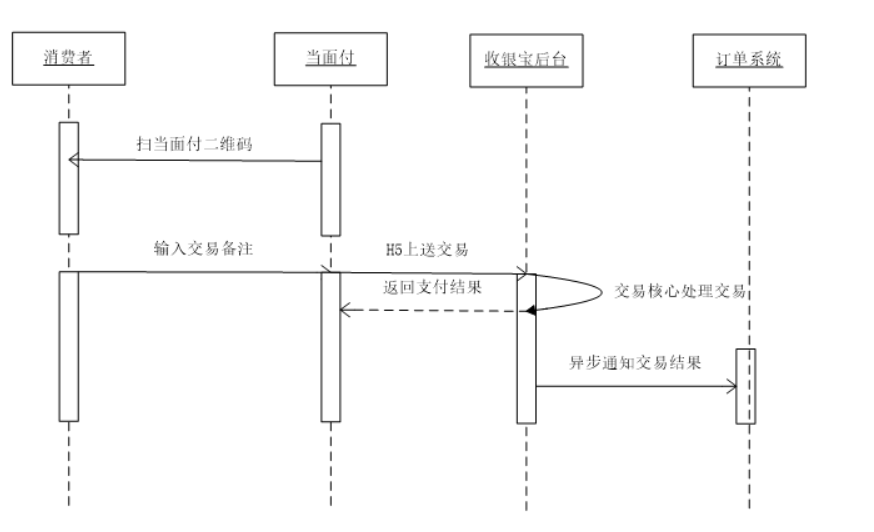 消费者
当面付
收银宝后台
订单系统
扫当面付二维码
输入交易备注
H5上送交易
返回支付结果
交易核心处理交易
异步通知交易结果